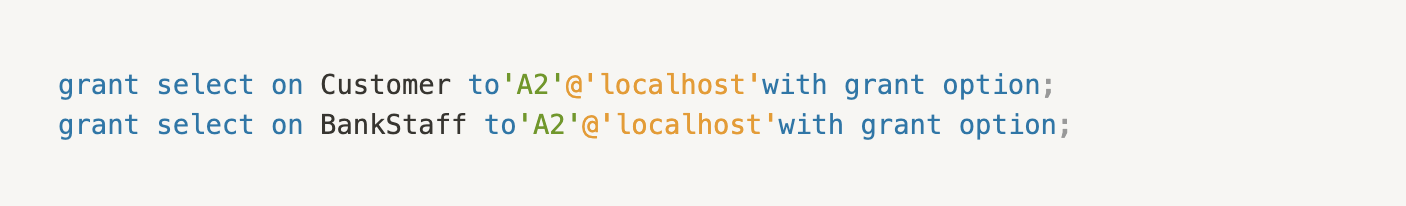 grant select on Customer to'A2'@'localhost'with grant option;
grant select on BankStaff to'A2'@'localhost'with grant option;